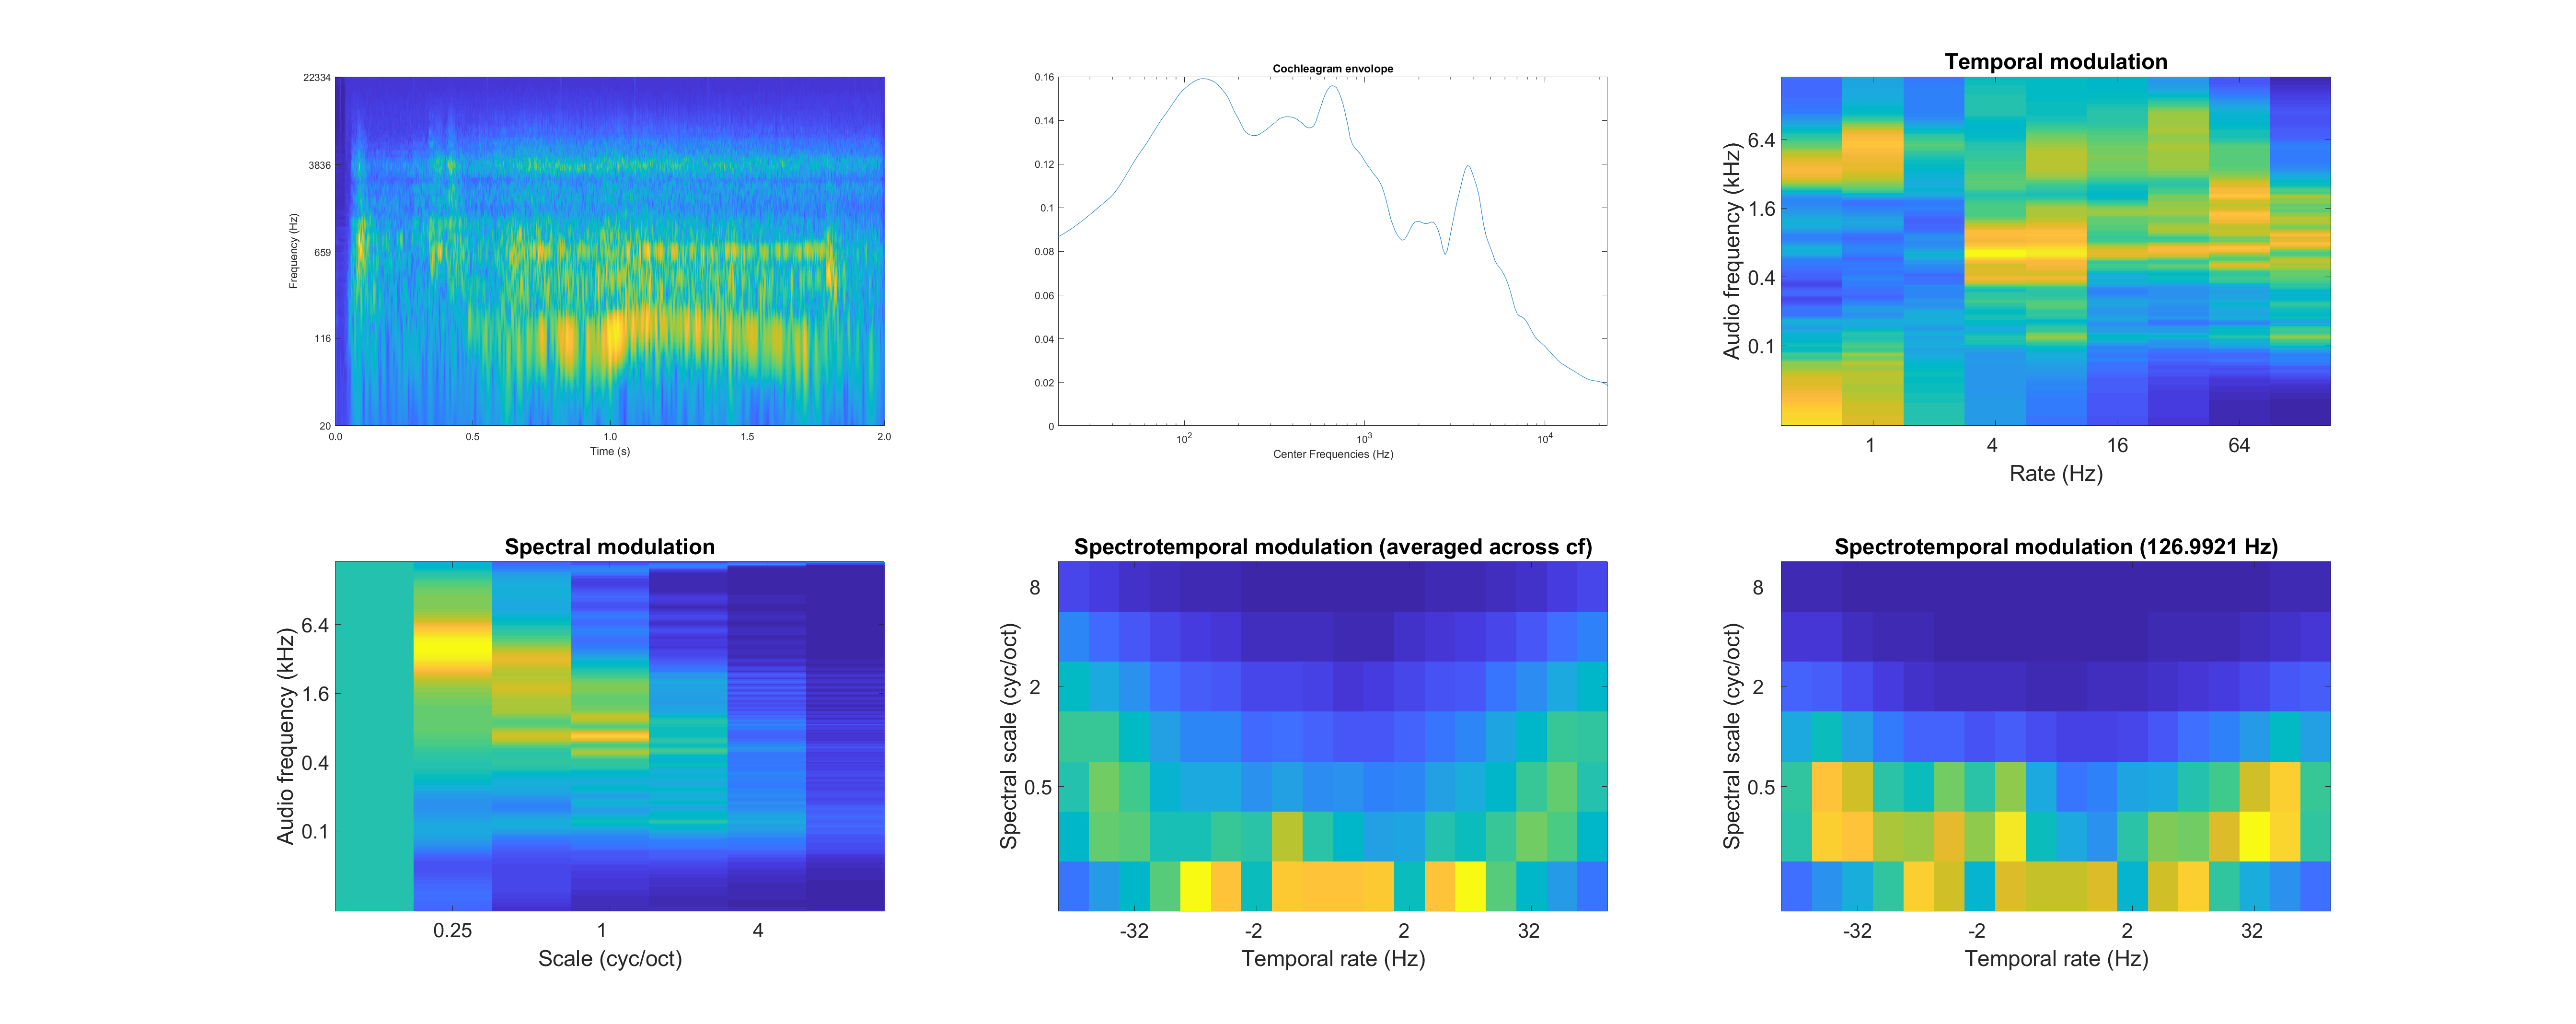 22334
3836
659
116
20
Frequency (Hz)
0.0 0.5 1.0 1.5 2.0
Time (s)
Cochleagram envolope
0.16
0.14
0.12
0.1
0.08
0.06
0.04
0.02
0
10^2 10^3 10^4
Center Frequencies (Hz)
Temporal modulation
6.4
1.6
0.4
0.1
Audio frequency (kHz)
1 4 16 64
Rate (Hz)
Spectral modulation
6.4
1.6
0.4
0.1
Audio frequency (kHz)
0.25 1 4
Scale (cyc/oct)
Spectrotemporal modulation (averaged across cf)
8
2
0.5
Spectral scale (cyc/oct)
-32 -2 2 32
Temporal rate (Hz)
Spectrotemporal modulation (126.9921 Hz)
8
2
0.5
Spectral scale (cyc/oct)
-32 -2 2 32
Temporal rate (Hz)